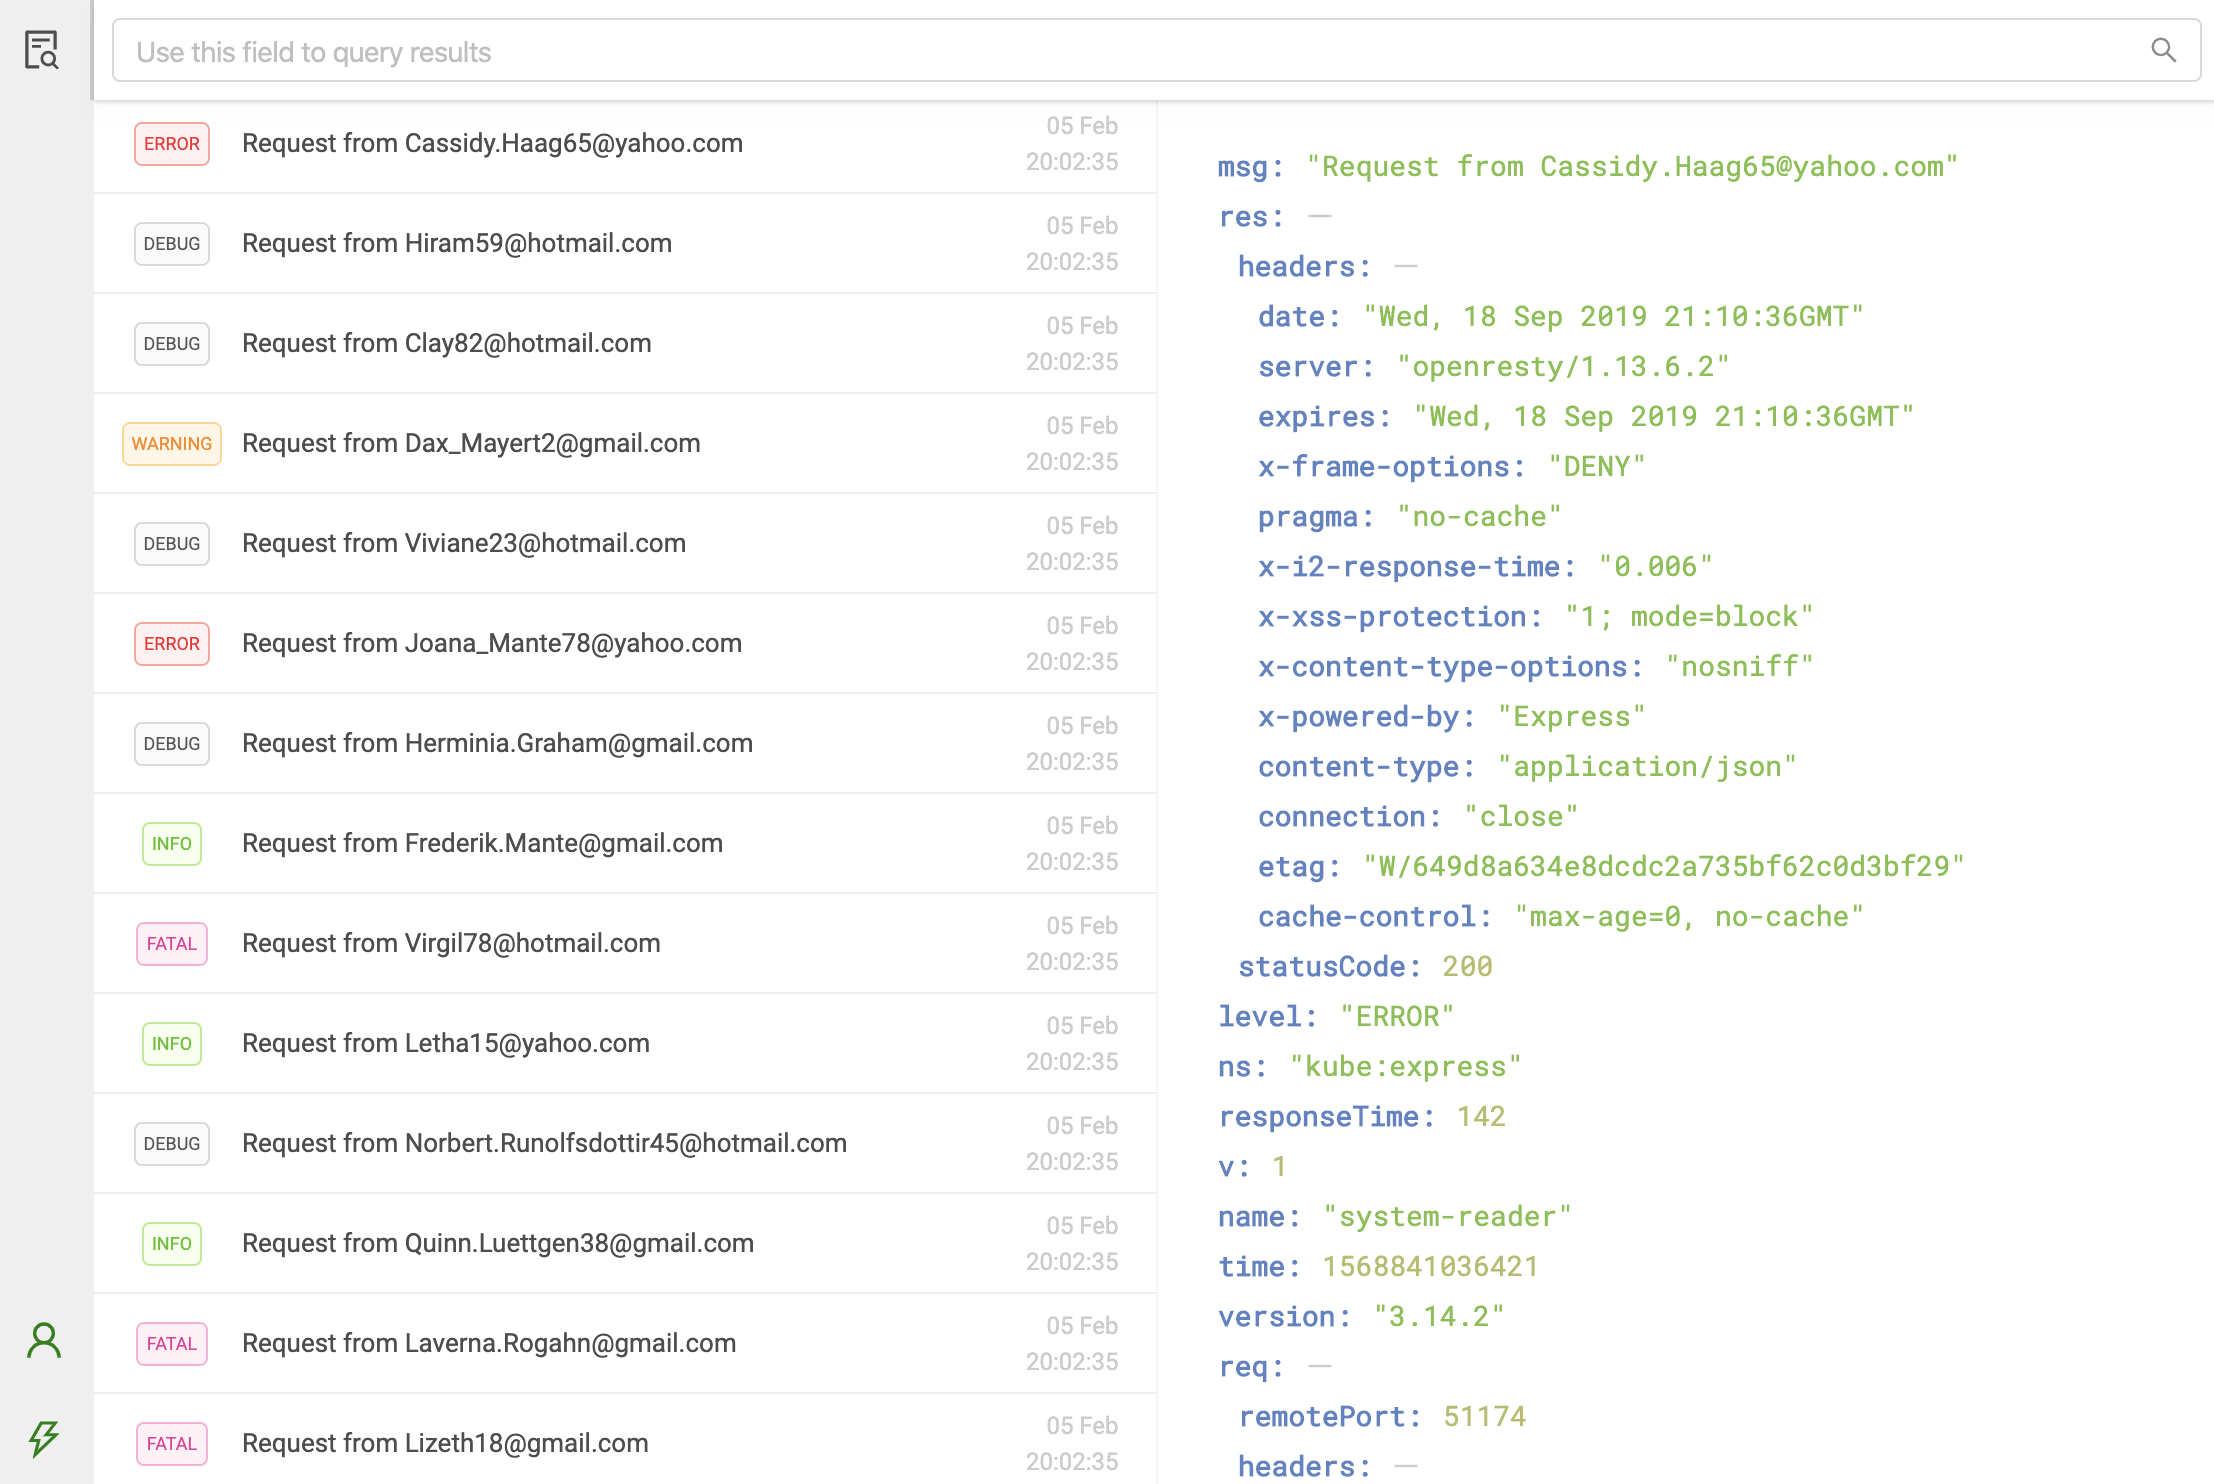 Use this field to query results
ERROR Request from Cassidy.Haag65@yahoo.com 05 Feb
20:02:35
DEBUG Request from Hiram59@hotmail.com 05 Feb
20:02:35
DEBUG Request from Clay82@hotmail.com 05 Feb
20:02:35
WARNING Request from Dax_Mayert2@gmail.com 05 Feb
20:02:35
DEBUG Request from Viviane23@hotmail.com 05 Feb
20:02:35
ERROR Request from Joana_Mante78@yahoo.com 05 Feb
20:02:35
DEBUG Request from Herminia.Graham@gmail.com 05 Feb
20:02:35
INFO Request from Frederik.Mante@gmail.com 05 Feb
20:02:35
FATAL Request from Virgil78@hotmail.com 05 Feb
20:02:35
INFO Request from Letha15@yahoo.com 05 Feb
20:02:35
DEBUG Request from Norbert.Runolfsdottir45@hotmail.com 05 Feb
20:02:35
INFO Request from Quinn.Luettgen38@gmail.com 05 Feb
20:02:35
FATAL Request from Laverna.Rogahn@gmail.com 05 Feb
20:02:35
FATAL Request from Lizeth18@gmail.com 05 Feb
20:02:35
msg: "Request from Cassidy.Haag65@yahoo.com"
res: —
headers: —
date: "Wed, 18 Sep 2019 21:10:36GMT"
server: "openresty/1.13.6.2"
expires: "Wed, 18 Sep 2019 21:10:36GMT"
x-frame-options: "DENY"
pragma: "no-cache"
x-i2-response-time: "0.006"
x-xss-protection: "1; mode=block"
x-content-type-options: "nosniff"
x-powered-by: "Express"
content-type: "application/json"
connection: "close"
etag: "W/649d8a634e8dcdc2a735bf62c0d3bf29"
cache-control: "max-age=0, no-cache"
statusCode: 200
level: "ERROR"
ns: "kube:express"
responseTime: 142
v: 1
name: "system-reader"
time: 1568841036421
version: "3.14.2"
req: —
remotePort: 51174
headers: —